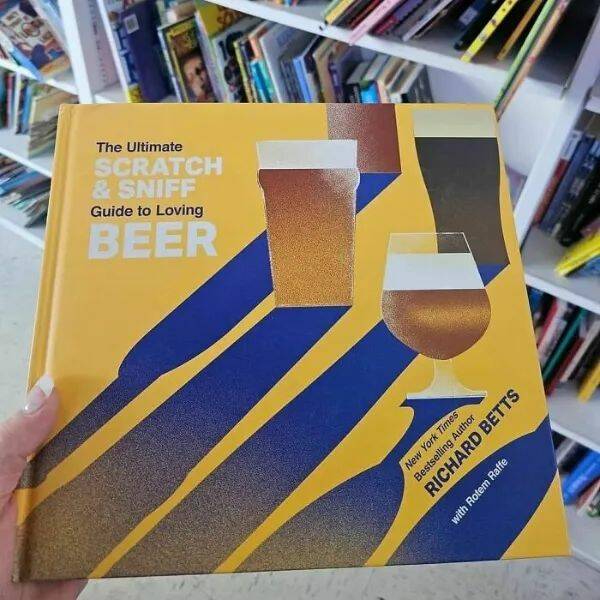 The Ultimate
SCRATCH
& SNIFF
Guide to Loving
BEER
New York Times
Bestselling Author
RICHARD BETTS
with Rotem Raffe